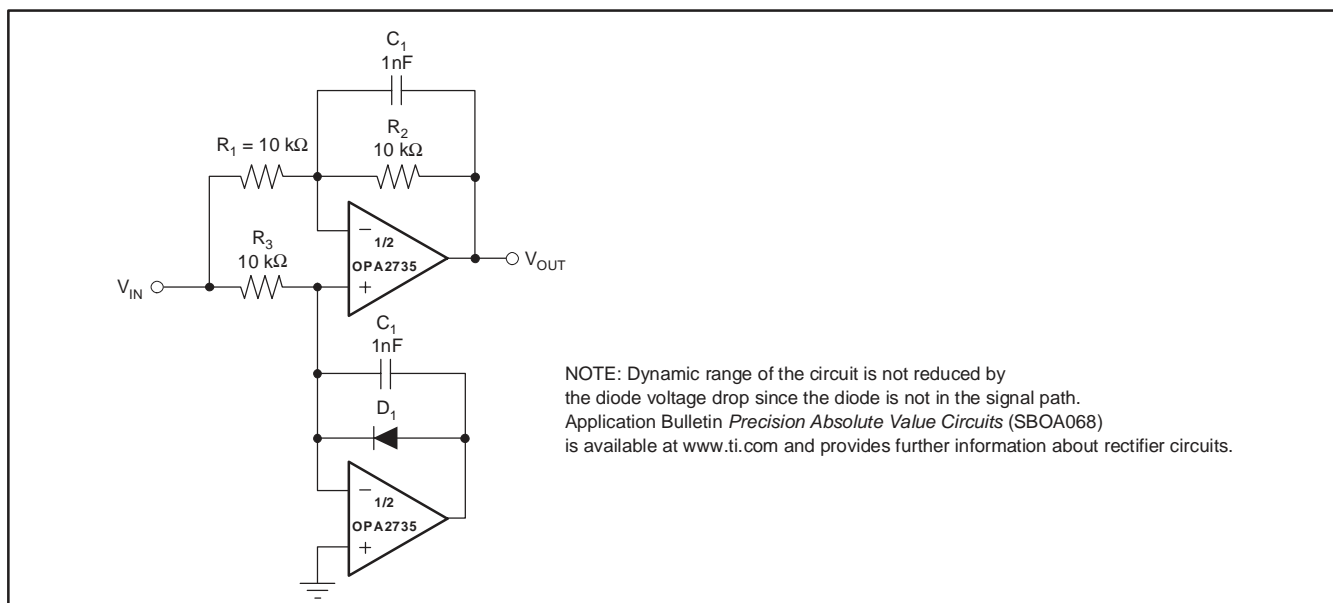 C1
1nF
R2
10 kΩ
R1 = 10 kΩ
−
1/2
OPA2735
+
R3
10 kΩ
VIN
VOUT
C1
1nF
D1
−
1/2
OPA2735
+
NOTE: Dynamic range of the circuit is not reduced by
the diode voltage drop since the diode is not in the signal path.
Application Bulletin Precision Absolute Value Circuits (SBOA068)
is available at www.ti.com and provides further information about rectifier circuits.